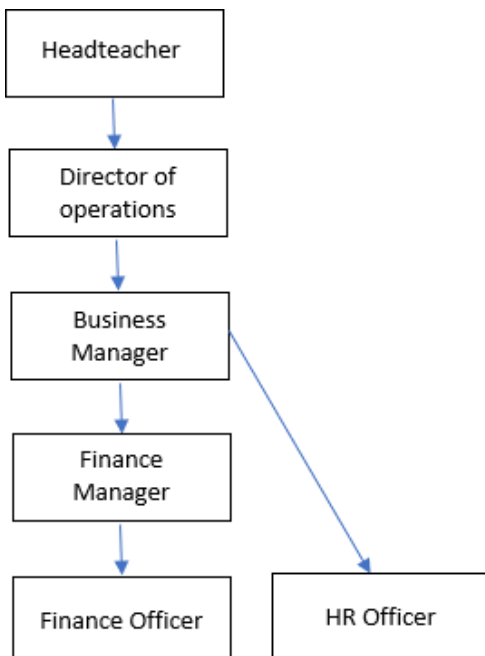 Headteacher
Director of
operations
Business
Manager
Finance
Manager
Finance Officer
HR Officer